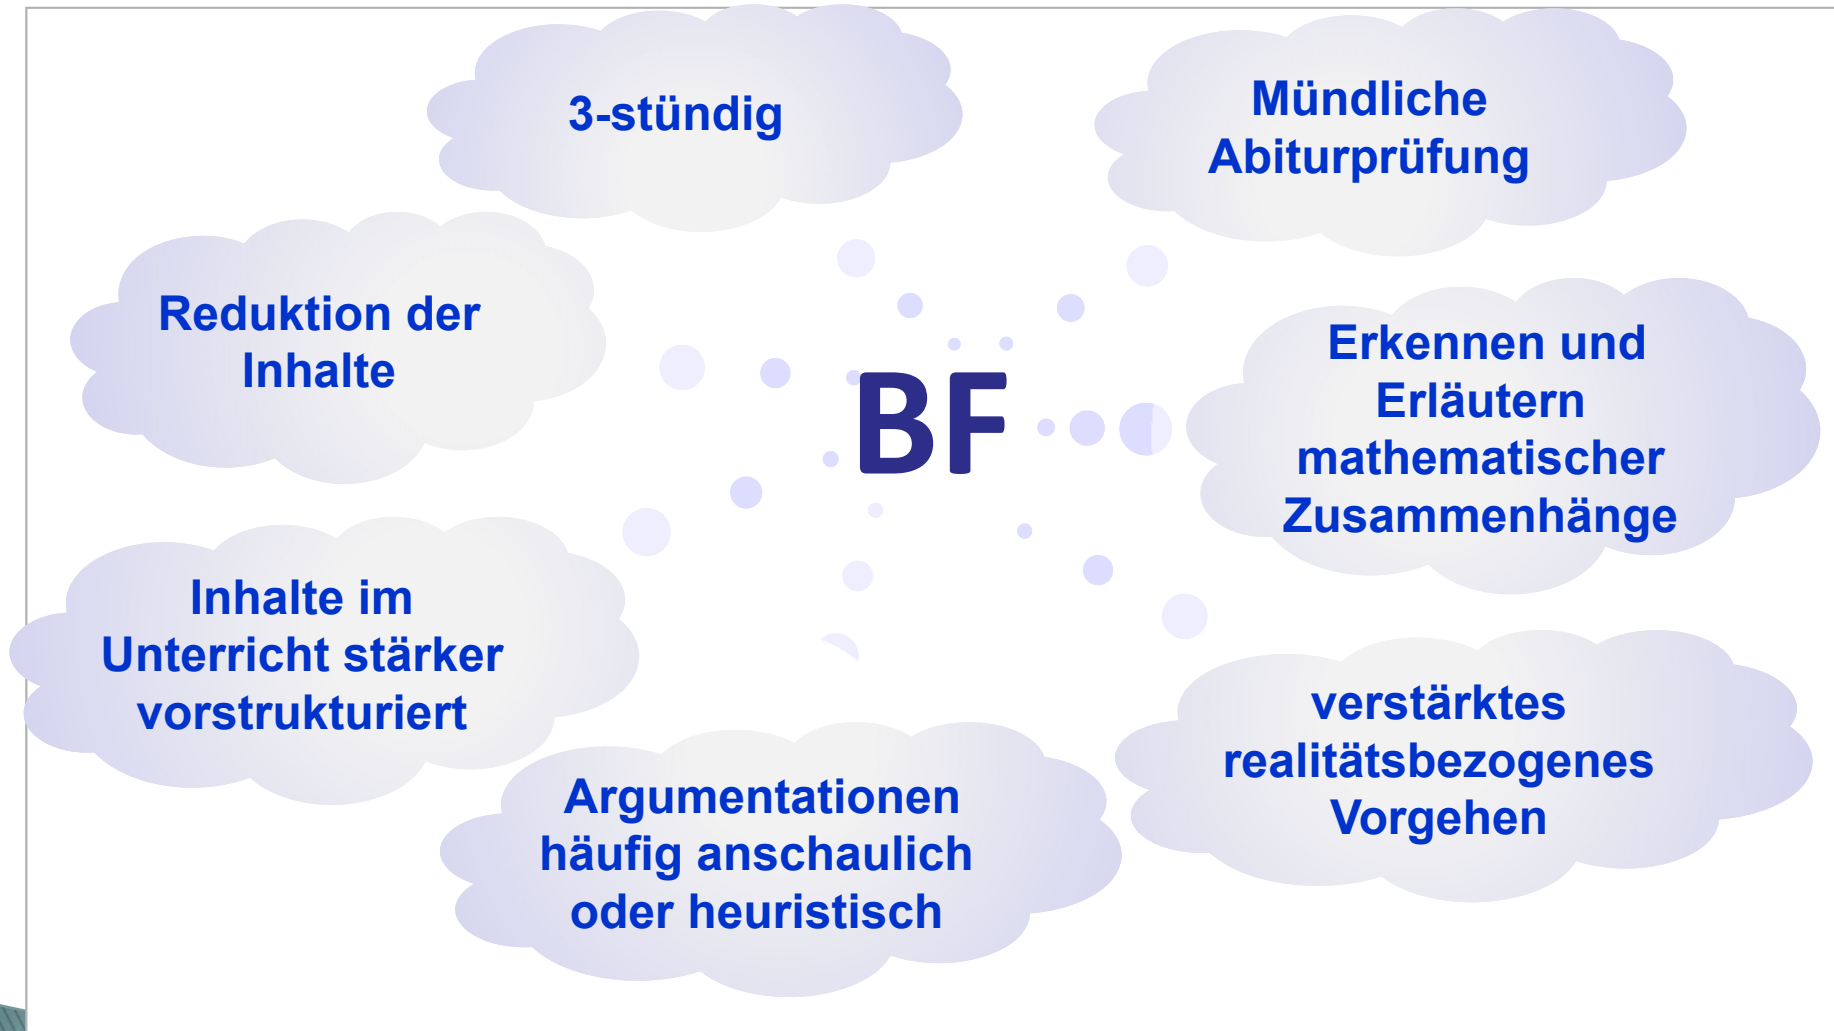 3-stündig
Mündliche
Abiturprüfung
Reduktion der
Inhalte
BF
Erkennen und
Erläutern
mathematischer
Zusammenhänge
Inhalte im
Unterricht stärker
vorstrukturiert
verstärktes
realitätsbezogenes
Vorgehen
Argumentationen
häufig anschaulich
oder heuristisch